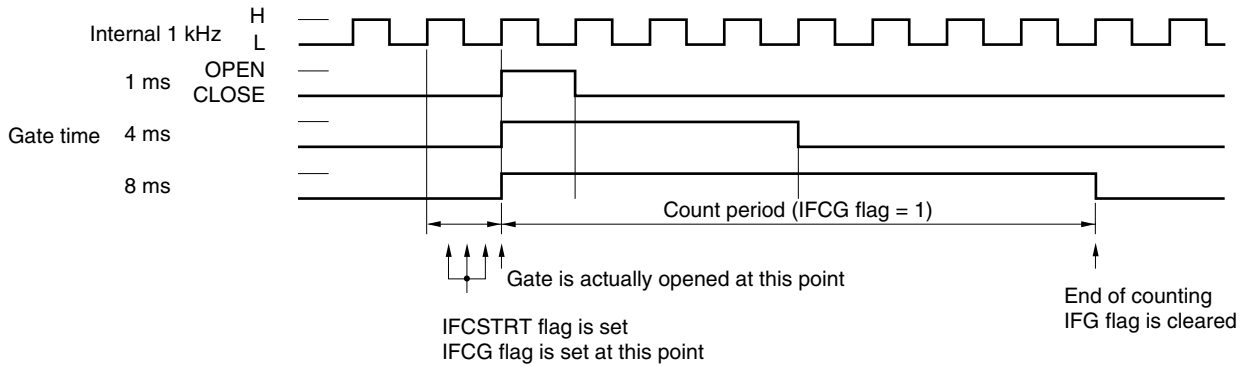 H
Internal 1 kHz
L
OPEN
1 ms
CLOSE
Gate time 4 ms
8 ms
Count period (IFCG flag = 1)
Gate is actually opened at this point
End of counting
IFG flag is cleared
IFCSTRT flag is set
IFCG flag is set at this point